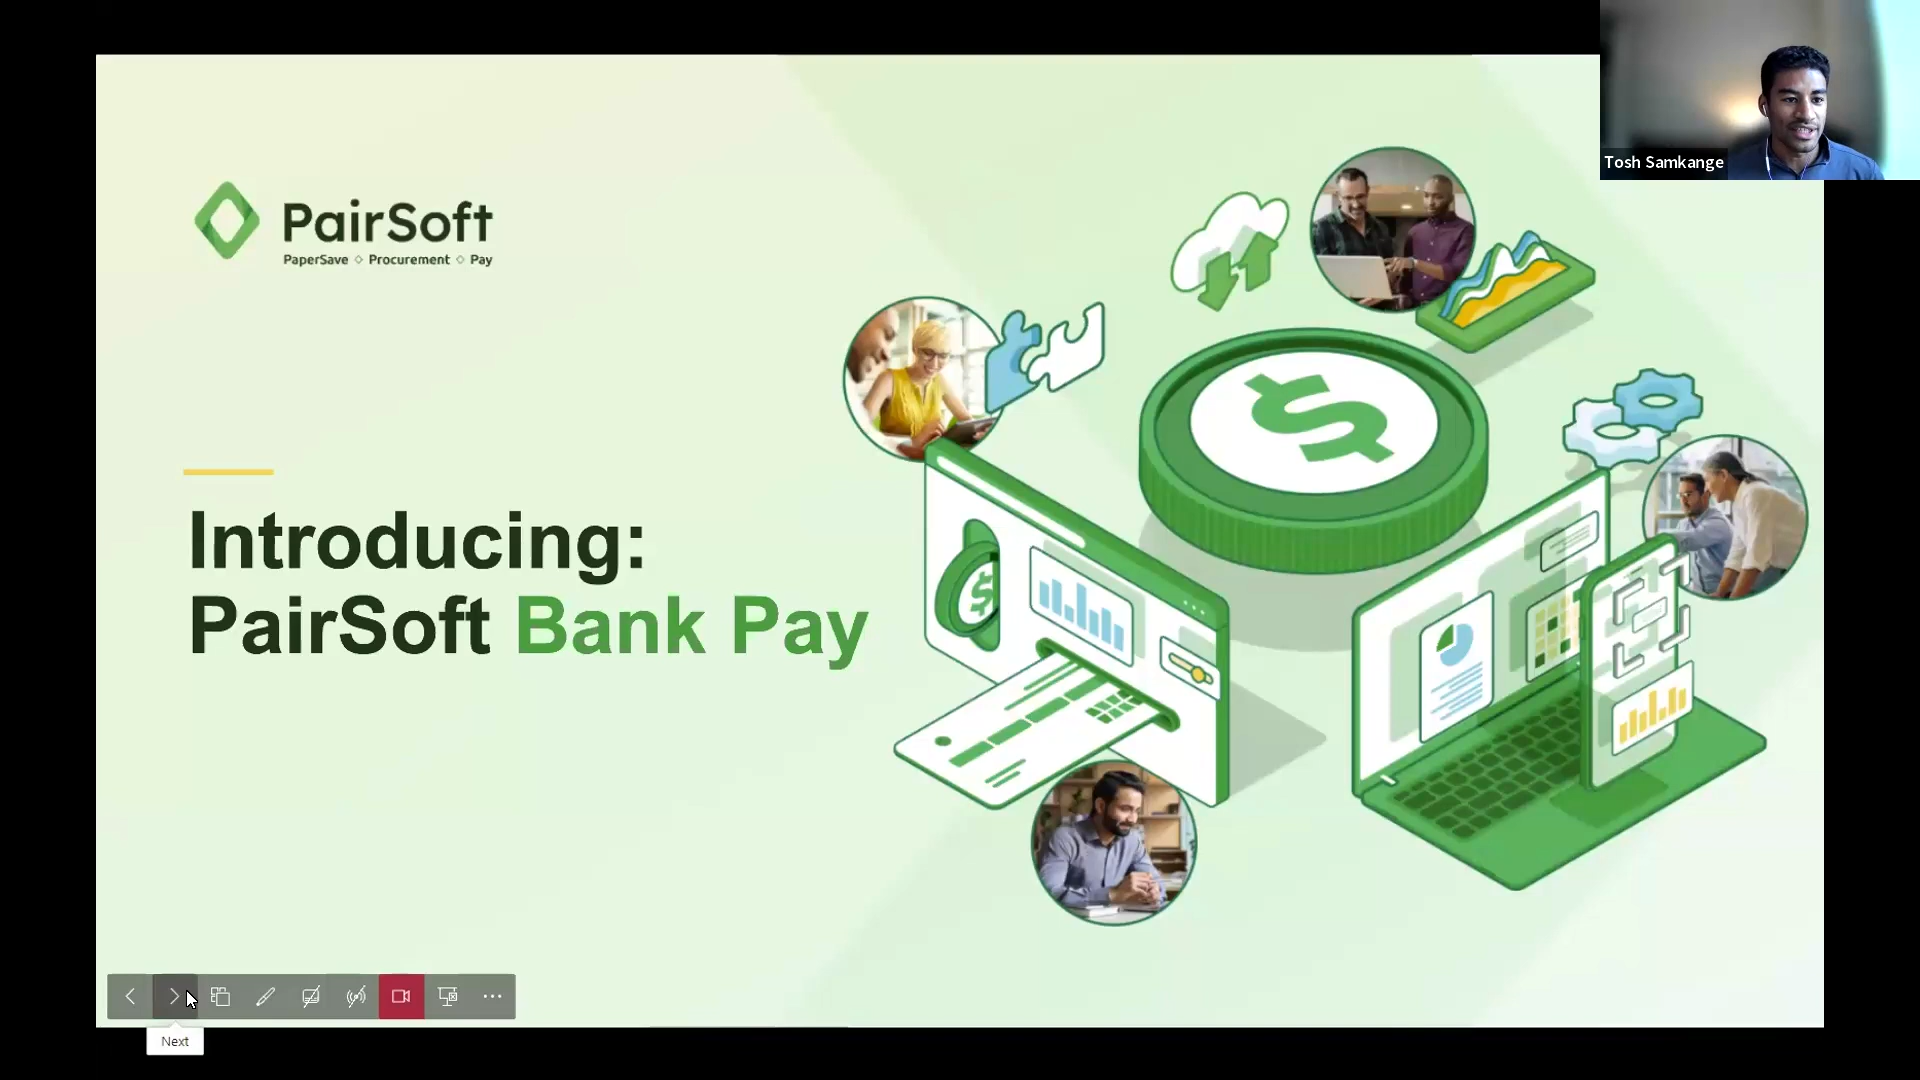 Tosh Samkange
PairSoft
PaperSave ◇ Procurement ◇ Pay
Introducing:
PairSoft Bank Pay
Next